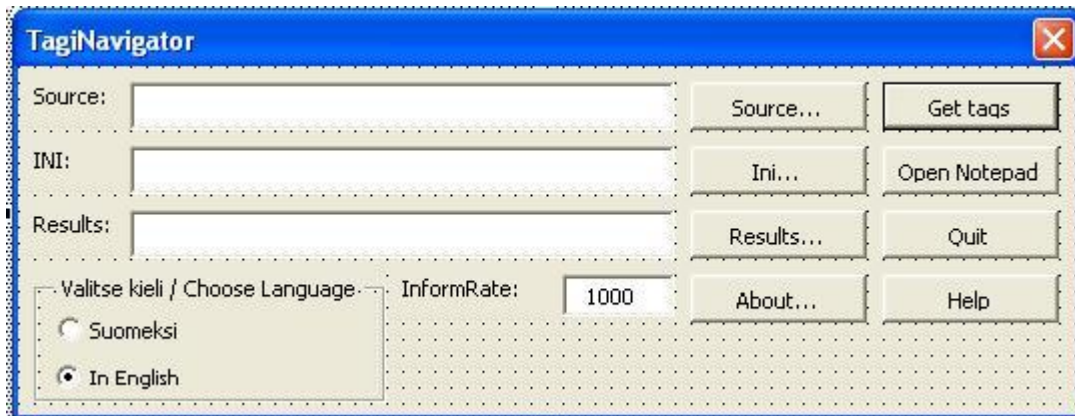 TagiNavigator
Source: Source... Get tags
INI: Ini... Open Notepad
Results: Results... Quit
Valitse kieli / Choose Language InformRate: 1000 About... Help
Suomeksi
In English